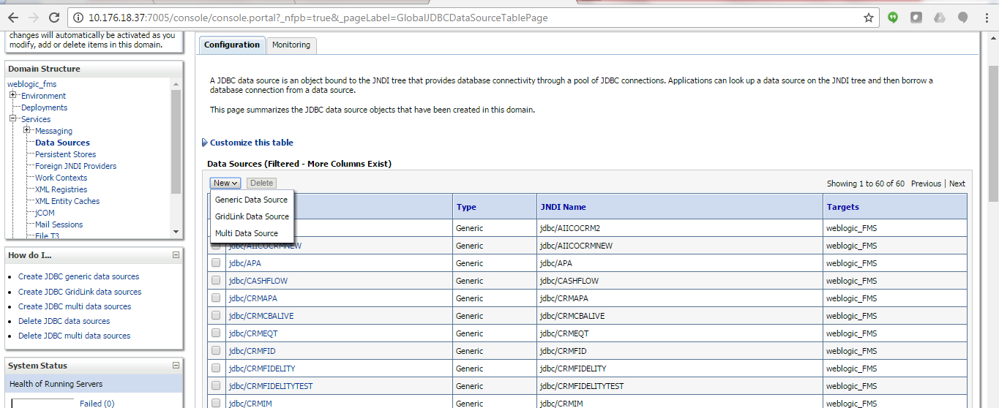 10.176.18.37:7005/console/console.portal?_nfpb=true&_pageLabel=GlobalJDBCDataSourceTablePage
changes will automatically be activated as you
modify, add or delete items in this domain.
Domain Structure
weblogic_fms
Environment
Deployments
Services
Messaging
Data Sources
Persistent Stores
Foreign JNDI Providers
Work Contexts
XML Registries
XML Entity Caches
jCOM
Mail Sessions
File T3
How do I...
Create JDBC generic data sources
Create JDBC GridLink data sources
Create JDBC multi data sources
Delete JDBC data sources
Delete JDBC multi data sources
System Status
Health of Running Servers
Failed (0)
Configuration Monitoring
A JDBC data source is an object bound to the JNDI tree that provides database connectivity through a pool of JDBC connections. Applications can look up a data source on the JNDI tree and then borrow a
database connection from a data source.
This page summarizes the JDBC data source objects that have been created in this domain.
Customize this table
Data Sources (Filtered - More Columns Exist)
New Delete Showing 1 to 60 of 60 Previous | Next
Generic Data Source
GridLink Data Source
Multi Data Source
Type JNDI Name Targets
Generic jdbc/AIICOCRM2 weblogic_FMS
jdbc/AIICOCRMNEW Generic jdbc/AIICOCRMNEW weblogic_FMS
jdbc/APA Generic jdbc/APA weblogic_FMS
jdbc/CASHFLOW Generic jdbc/CASHFLOW weblogic_FMS
jdbc/CRMAPA Generic jdbc/CRMAPA weblogic_FMS
jdbc/CRMCBALIVE Generic jdbc/CRMCBALIVE weblogic_FMS
jdbc/CRMEQT Generic jdbc/CRMEQT weblogic_FMS
jdbc/CRMFID Generic jdbc/CRMFID weblogic_FMS
jdbc/CRMFIDELITY Generic jdbc/CRMFIDELITY weblogic_FMS
jdbc/CRMFIDELITYTEST Generic jdbc/CRMFIDELITYTEST weblogic_FMS
jdbc/CRMIM Generic jdbc/CRMIM weblogic_FMS